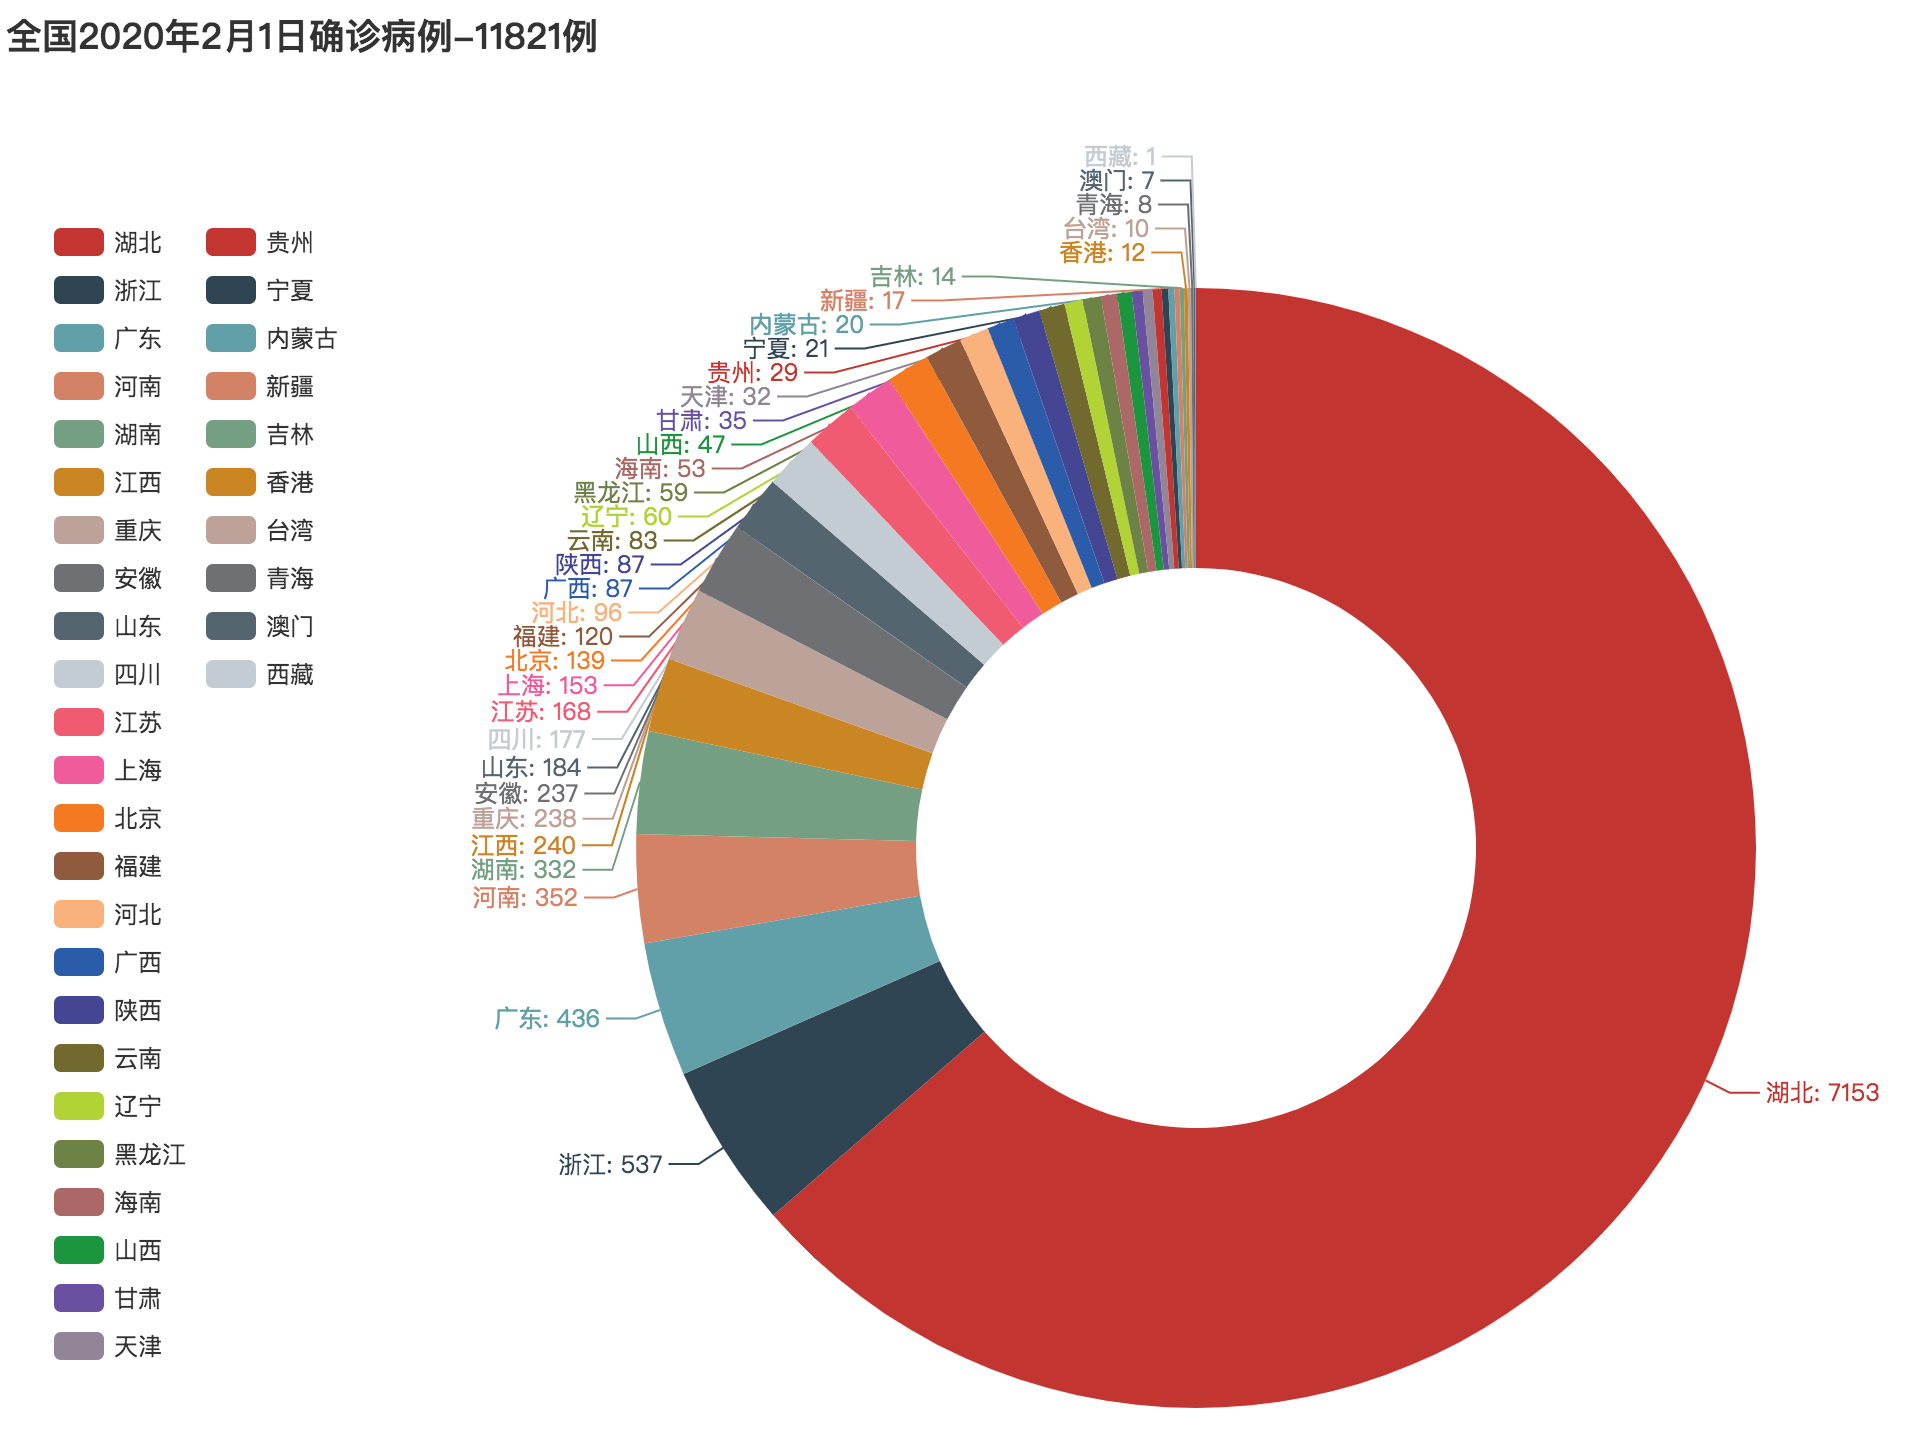 全国2020年2月1日确诊病例-11821例
湖北
浙江
广东
河南
湖南
江西
重庆
安徽
山东
四川
江苏
上海
北京
福建
河北
广西
陕西
云南
辽宁
黑龙江
海南
山西
甘肃
天津
贵州
宁夏
内蒙古
新疆
吉林
香港
台湾
青海
澳门
西藏
西藏: 1
澳门: 7
青海: 8
台湾: 10
香港: 12
吉林: 14
新疆: 17
内蒙古: 20
宁夏: 21
贵州: 29
天津: 32
甘肃: 35
山西: 47
海南: 53
黑龙江: 59
辽宁: 60
云南: 83
陕西: 87
广西: 87
河北: 96
福建: 120
北京: 139
上海: 153
江苏: 168
四川: 177
山东: 184
安徽: 237
重庆: 238
江西: 240
湖南: 332
河南: 352
广东: 436
浙江: 537
湖北: 7153